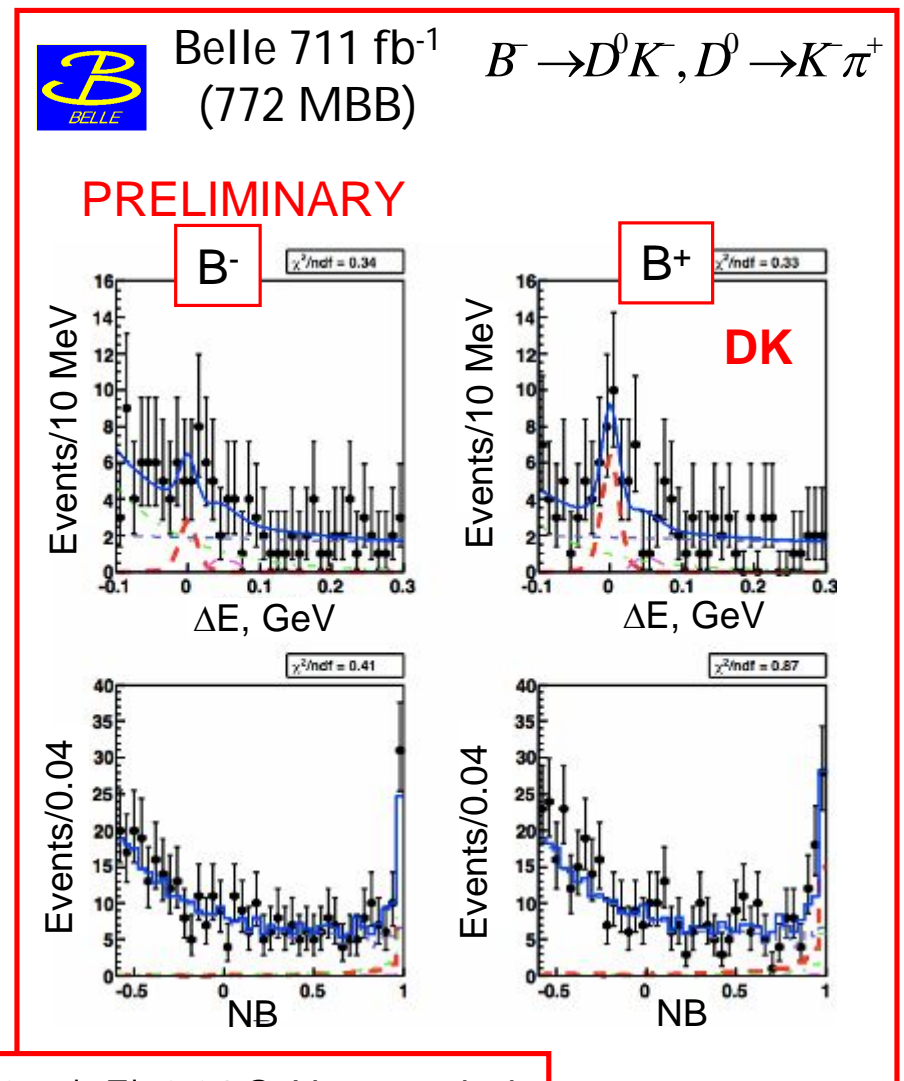 BELLE
Belle 711 fb-1
(772 MBB)
B- →D0K-, D0 →K-π+
PRELIMINARY
B-
χ2/ndf = 0.34
Events/10 MeV
16
14
12
10
8
6
4
2
0
-0.1 0 0.1 0.2 0.3
ΔE, GeV
B+
χ2/ndf = 0.33
DK
Events/10 MeV
16
14
12
10
8
6
4
2
0
-0.1 0 0.1 0.2 0.3
ΔE, GeV
χ2/ndf = 0.41
Events/0.04
40
35
30
25
20
15
10
5
0
-0.5 0 0.5 1
NB
χ2/ndf = 0.87
Events/0.04
40
35
30
25
20
15
10
5
0
-0.5 0 0.5 1
NB